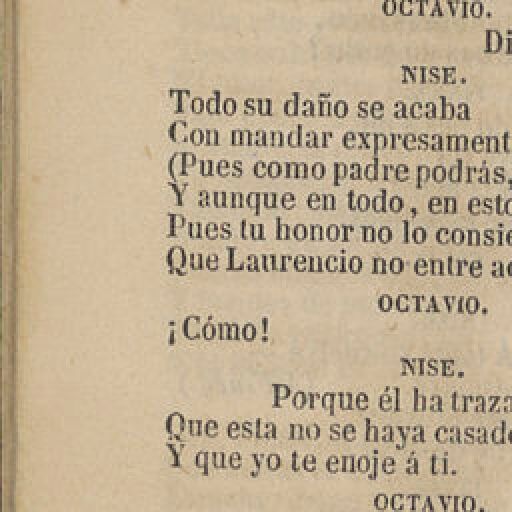 OCTAVIO.
Di
NISE.
Todo su daño se acaba
Con mandar expresament
(Pues como padre podrás,
Y aunque en todo, en esto
Pues tu honor no lo consie
Que Laurencio no entre a
OCTAVIO.
¡Cómo!
NISE.
Porque él ha traza
Que esta no se haya casad
Y que yo te enoje á ti.
OCTAVIO.